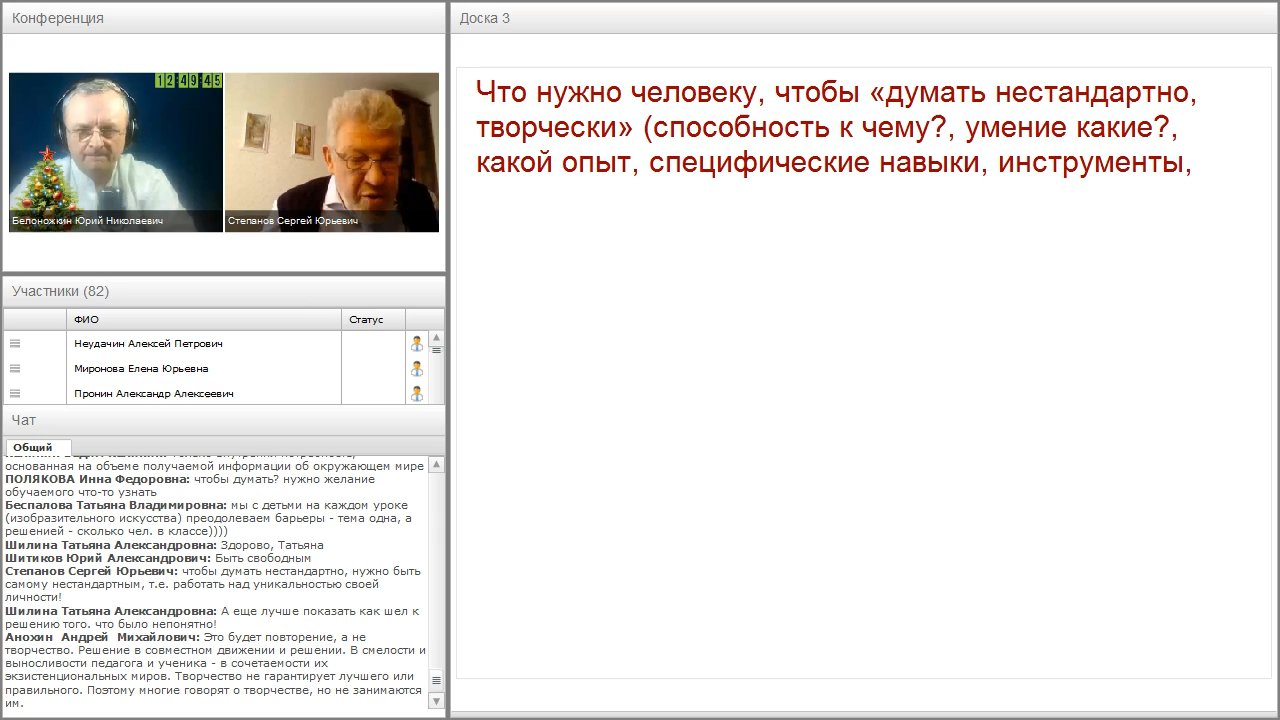 Конференция
12:49:45
Белоножкин Юрий Николаевич
Степанов Сергей Юрьевич
Участники (82)
ФИО
Статус
Неудачин Алексей Петрович
Миронова Елена Юрьевна
Пронин Александр Алексеевич
Чат
Общий
основанная на объеме получаемой информации об окружающем мире
ПОЛЯКОВА Инна Федоровна: чтобы думать? нужно желание
обучаемого что-то узнать
Беспалова Татьяна Владимировна: мы с детьми на каждом уроке
(изобразительного искусства) преодолеваем барьеры - тема одна, а
решенией - сколько чел. в классе))))
Шилина Татьяна Александровна: Здорово, Татьяна
Шитиков Юрий Александрович: Быть свободным
Степанов Сергей Юрьевич: чтобы думать нестандартно, нужно быть
самому нестандартным, т.е. работать над уникальностью своей
личности!
Шилина Татьяна Александровна: А еще лучше показать как шел к
решению того. что было непонятно!
Анохин Андрей Михайлович: Это будет повторение, а не
творчество. Решение в совместном движении и решении. В смелости и
выносливости педагога и ученика - в сочетаемости их
экзистенциональных миров. Творчество не гарантирует лучшего или
правильного. Поэтому многие говорят о творчестве, но не занимаются
им.
Доска 3
Что нужно человеку, чтобы «думать нестандартно,
творчески» (способность к чему?, умение какие?,
какой опыт, специфические навыки, инструменты,